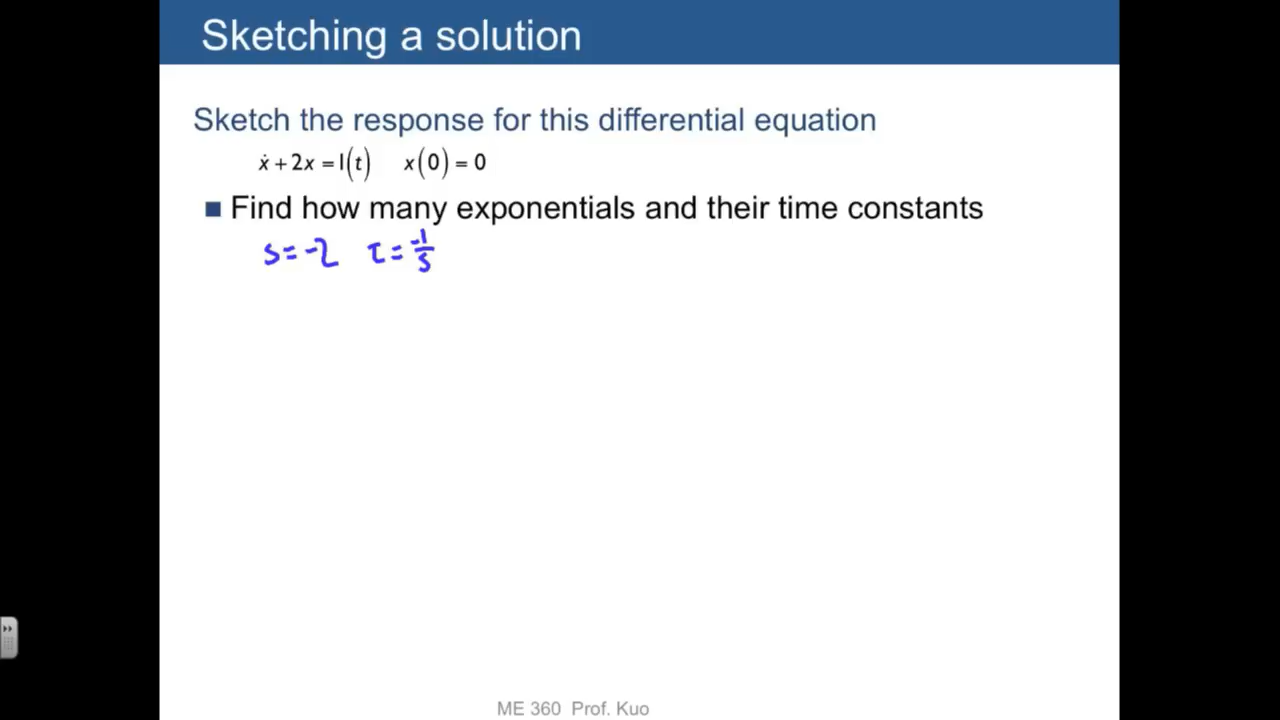 Sketching a solution
Sketch the response for this differential equation
ẋ + 2x = 1(t) x(0) = 0
■ Find how many exponentials and their time constants
s = -2 τ = -1/s
ME 360 Prof. Kuo